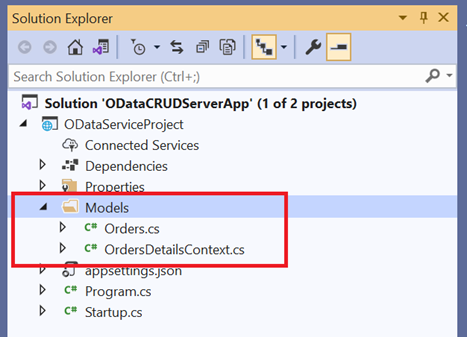 Solution Explorer
Search Solution Explorer (Ctrl+;)
Solution 'ODataCRUDServerApp' (1 of 2 projects)
ODataServiceProject
Connected Services
Dependencies
Properties
Models
C# Orders.cs
C# OrdersDetailsContext.cs
appsettings.json
C# Program.cs
C# Startup.cs